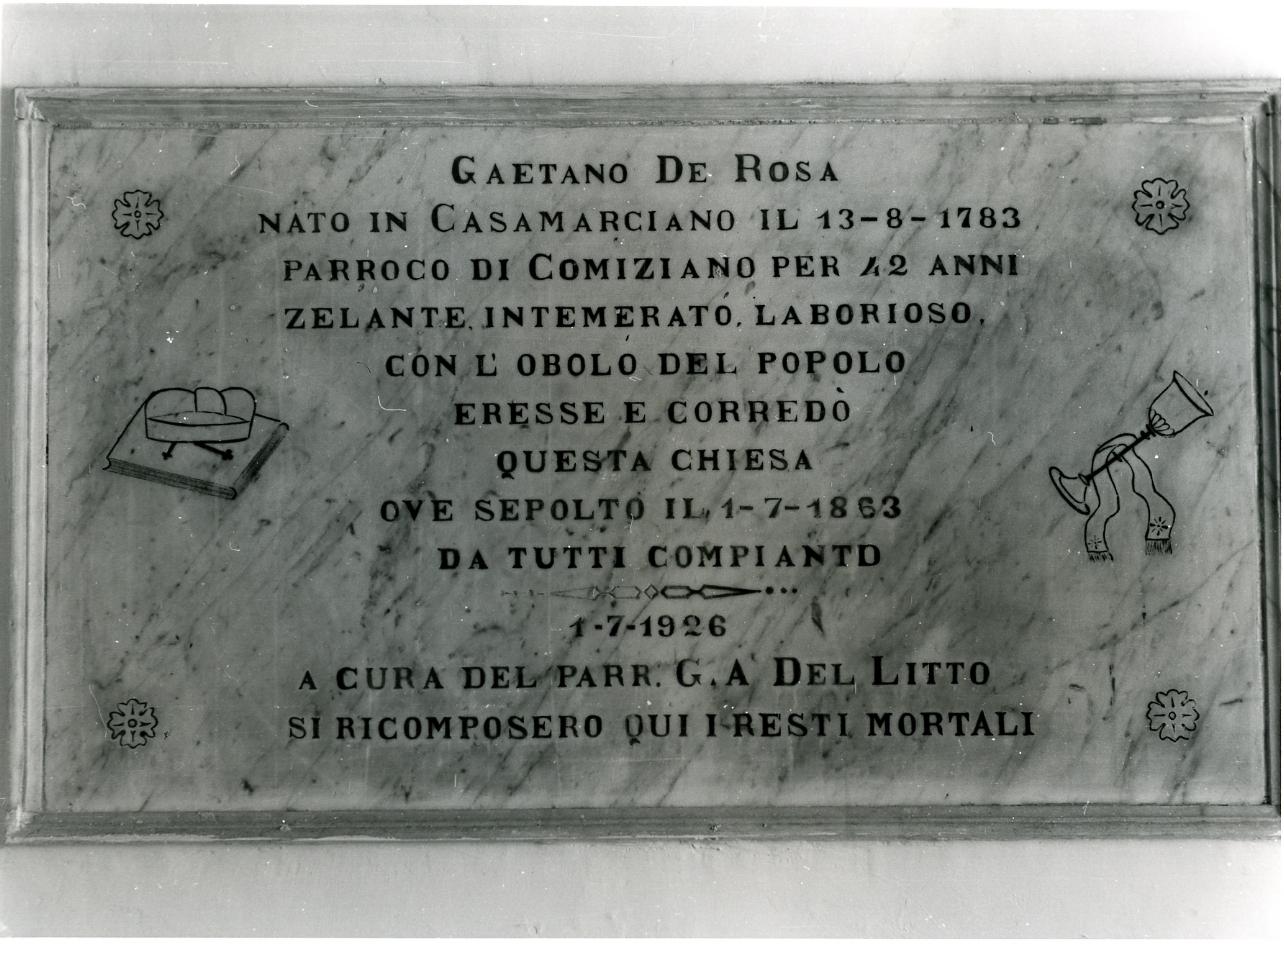 GAETANO DE ROSA
NATO IN CASAMARCIANO IL 13-8-1783
PARROCO DI COMIZIANO PER 42 ANNI
ZELANTE, INTEMERATO, LABORIOSO,
CON L' OBOLO DEL POPOLO
ERESSE E CORREDÒ
QUESTA CHIESA
OVE SEPOLTO IL 1-7-1863
DA TUTTI COMPIANTO
1-7-1926
A CURA DEL PARR. G. A DEL LITTO
SI RICOMPOSERO QUI I RESTI MORTALI